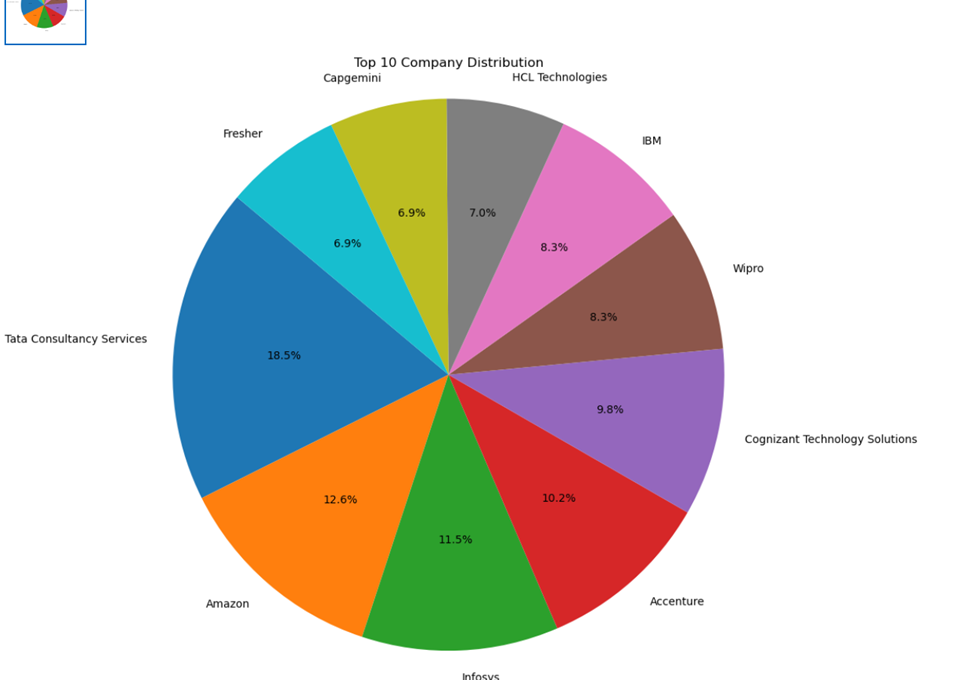 Top 10 Company Distribution
Capgemini
HCL Technologies
Fresher
IBM
6.9%
7.0%
6.9%
8.3%
Wipro
8.3%
Tata Consultancy Services
18.5%
9.8%
Cognizant Technology Solutions
12.6%
10.2%
11.5%
Amazon
Accenture
Infosys